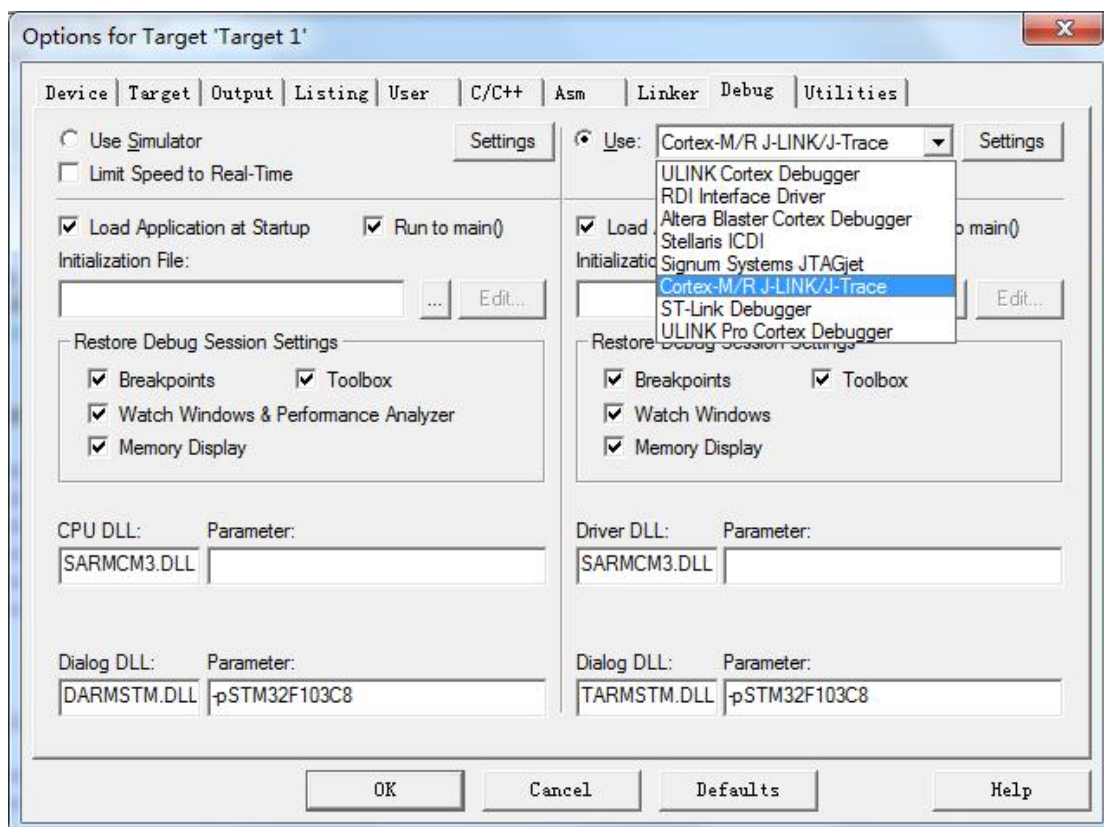 Options for Target 'Target 1'
Device Target Output Listing User C/C++ Asm Linker Debug Utilities
Use Simulator Settings
Limit Speed to Real-Time
Use: Cortex-M/R J-LINK/J-Trace Settings
ULINK Cortex Debugger
RDI Interface Driver
Altera Blaster Cortex Debugger
Stellaris ICDI
Signum Systems JTAGjet
Cortex-M/R J-LINK/J-Trace
ST-Link Debugger
ULINK Pro Cortex Debugger
Load Application at Startup Run to main()
Initialization File:
... Edit...
Restore Debug Session Settings
Breakpoints Toolbox
Watch Windows & Performance Analyzer
Memory Display
CPU DLL: Parameter:
SARMCM3.DLL
Dialog DLL: Parameter:
DARMSTM.DLL -pSTM32F103C8
Load main()
Edit...
Restore Debug Session Settings
Breakpoints Toolbox
Watch Windows
Memory Display
Driver DLL: Parameter:
SARMCM3.DLL
Dialog DLL: Parameter:
TARMSTM.DLL -pSTM32F103C8
OK Cancel Defaults Help